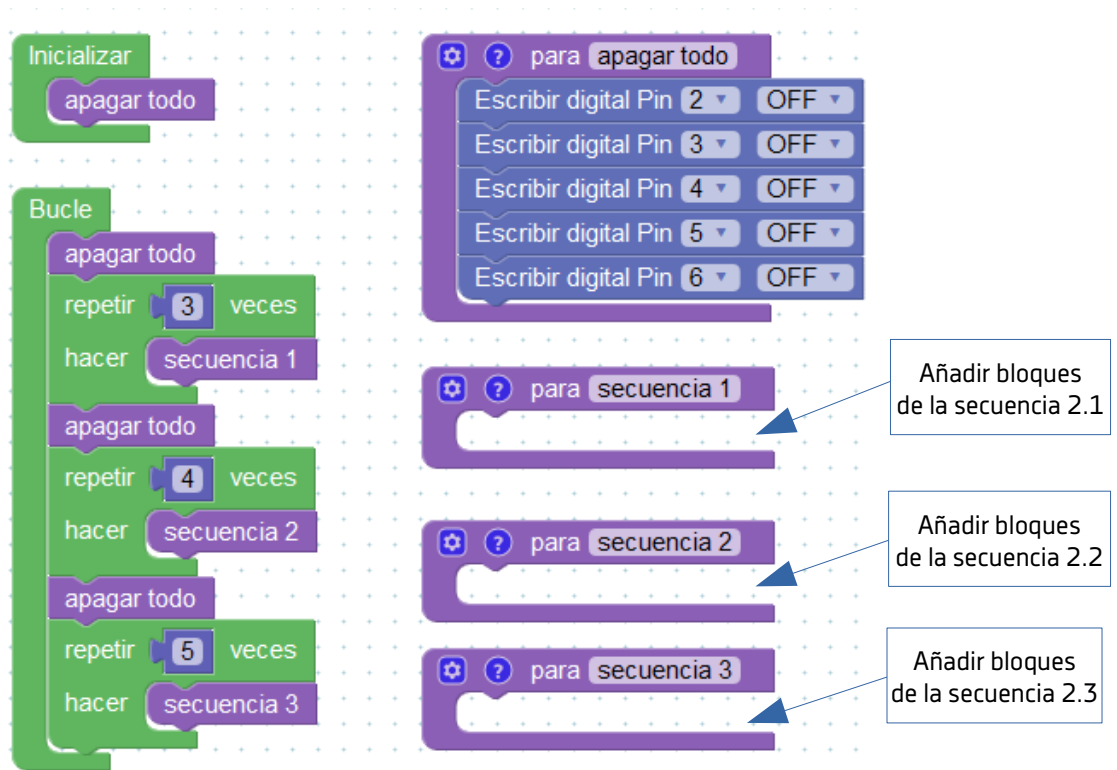 Inicializar
apagar todo
Bucle
apagar todo
repetir 3 veces
hacer secuencia 1
apagar todo
repetir 4 veces
hacer secuencia 2
apagar todo
repetir 5 veces
hacer secuencia 3
? para apagar todo
Escribir digital Pin 2 OFF
Escribir digital Pin 3 OFF
Escribir digital Pin 4 OFF
Escribir digital Pin 5 OFF
Escribir digital Pin 6 OFF
? para secuencia 1
Añadir bloques
de la secuencia 2.1
? para secuencia 2
Añadir bloques
de la secuencia 2.2
? para secuencia 3
Añadir bloques
de la secuencia 2.3